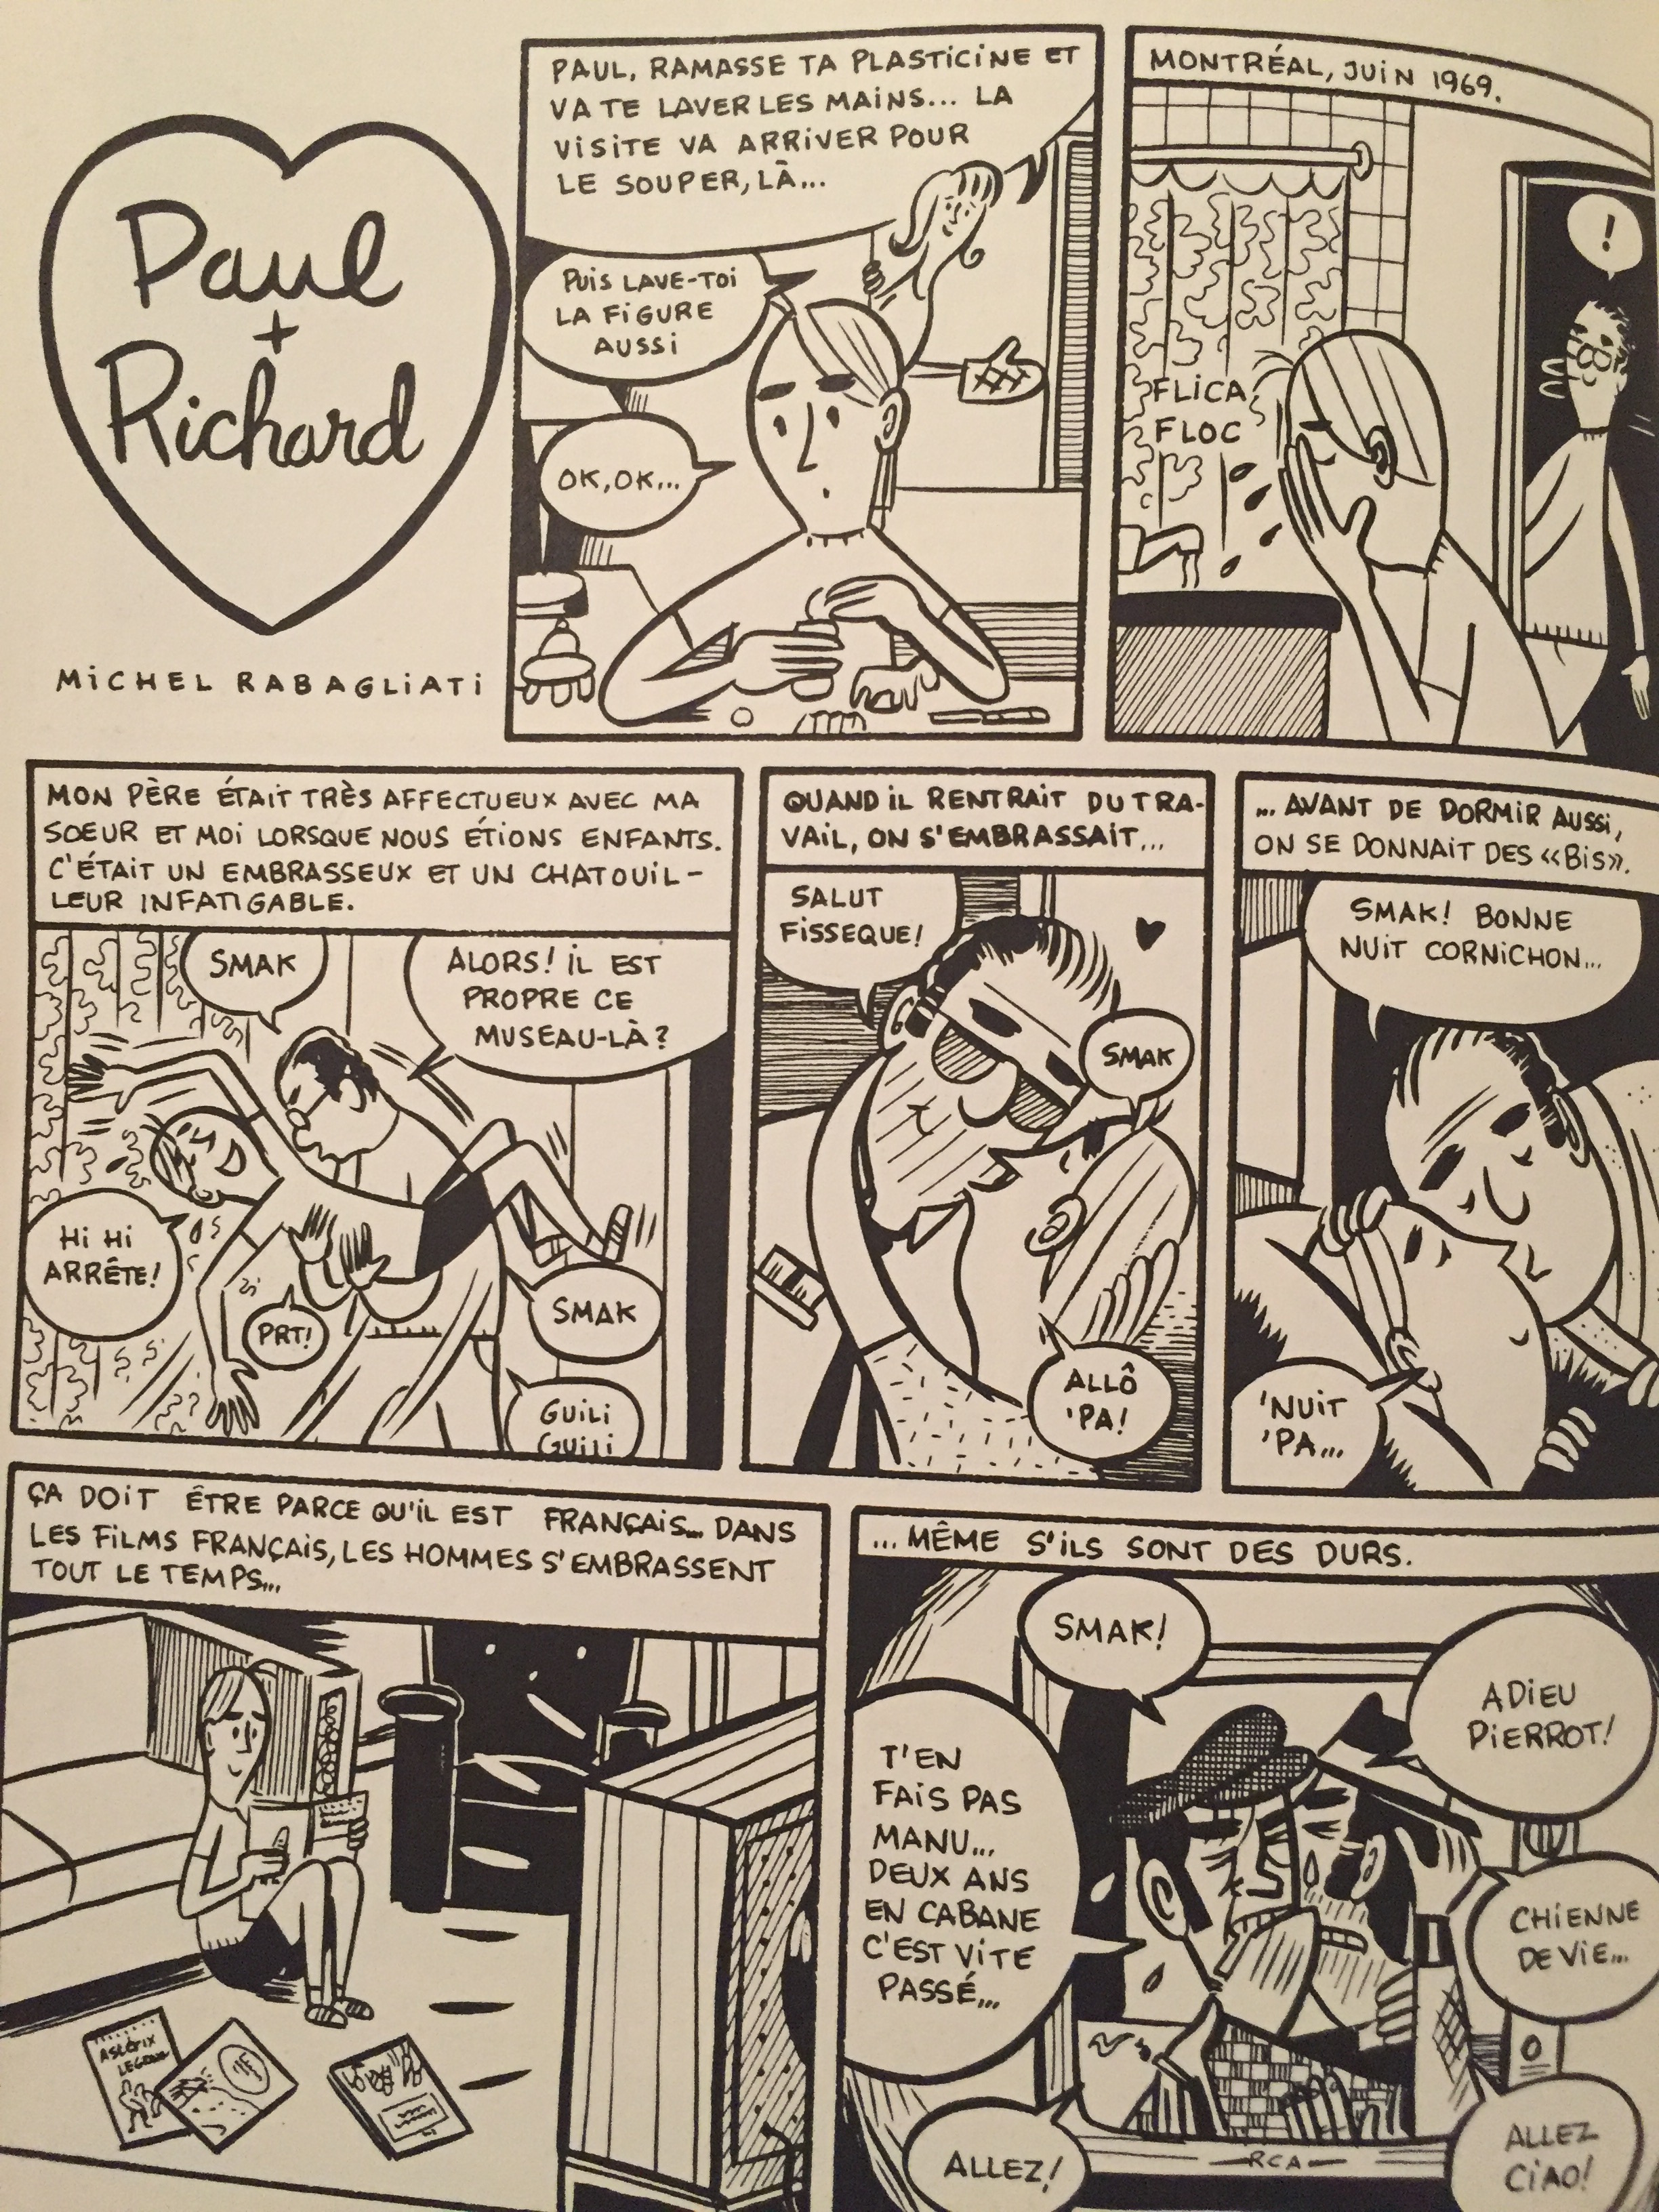 Paul
+
Richard
MiCHEL RABAGLiATi
PAUL, RAMASSE TA PLASTiCiNE ET
VA TE LAVER LES MAiNS... LA
ViSiTE VA ARRiVER POUR
LE SOUPER, LÀ...
PUiS LAVE-TOi
LA FiGURE
AUSSi
OK, OK...
MONTRÉAL, JUiN 1969.
!
FLiCA
FLOC
MON PÈRE ÉTAiT TRÈS AFFECTUEUX AVEC MA
SOEUR ET MOi LORSQUE NOUS ÉTiONS ENFANTS.
C'ÉTAiT UN EMBRASSEUX ET UN CHATOUiL-
LEUR INFATIGABLE.
SMAK
ALORS! iL EST
PROPRE CE
MUSEAU-LÀ?
Hi Hi
ARRÊTE!
PRT!
SMAK
GUiLi
GUiLi
QUAND iL RENTRAiT DU TRA-
VAiL, ON S'EMBRASSAiT...
SALUT
FiSSEQUE!
SMAK
ALLÔ
'PA!
... AVANT DE DORMiR AUSSi,
ON SE DONNAiT DES «BiS».
SMAK! BONNE
NUiT CORNiCHON...
'NUiT
'PA...
ÇA DOiT ÊTRE PARCE QU'iL EST FRANÇAiS... DANS
LES FiLMS FRANÇAiS, LES HOMMES S'EMBRASSENT
TOUT LE TEMPS...
ASTÉRiX
... MÊME S'iLS SONT DES DURS.
SMAK!
ADiEU
PiERROT!
T'EN
FAiS PAS
MANU...
DEUX ANS
EN CABANE
C'EST ViTE
PASSÉ...
CHiENNE
DE ViE...
ALLEZ!
ALLEZ
CiAO!
RCA